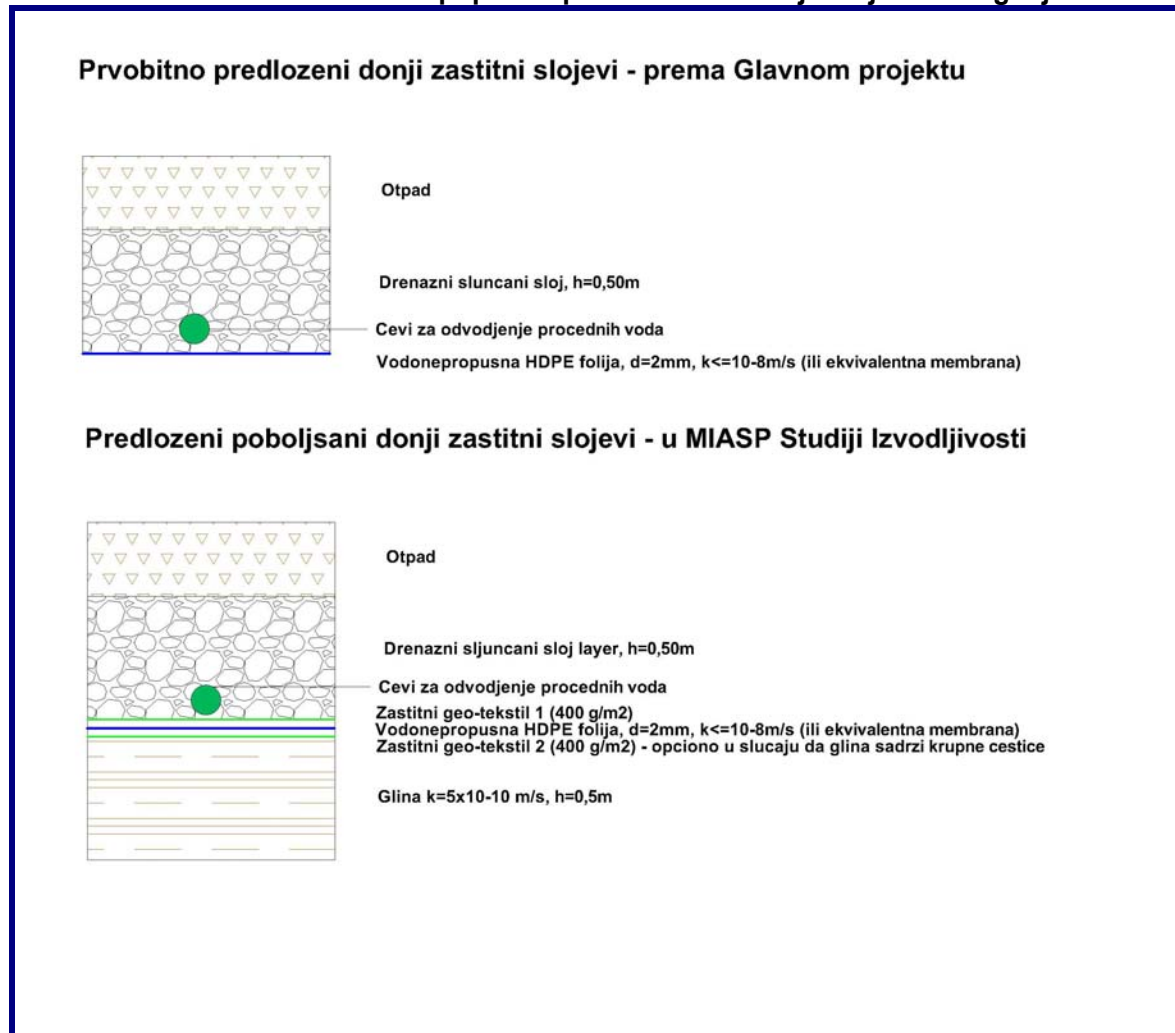 Prvobitno predlozeni donji zastitni slojevi - prema Glavnom projektu
Otpad
Drenazni sluncani sloj, h=0,50m
Cevi za odvodjenje procednih voda
Vodonepropusna HDPE folija, d=2mm, k<=10-8m/s (ili ekvivalentna membrana)
Predlozeni poboljsani donji zastitni slojevi - u MIASP Studiji Izvodljivosti
Otpad
Drenazni sljuncani sloj layer, h=0,50m
Cevi za odvodjenje procednih voda
Zastitni geo-tekstil 1 (400 g/m2)
Vodonepropusna HDPE folija, d=2mm, k<=10-8m/s (ili ekvivalentna membrana)
Zastitni geo-tekstil 2 (400 g/m2) - opciono u slucaju da glina sadrzi krupne cestice
Glina k=5x10-10 m/s, h=0,5m